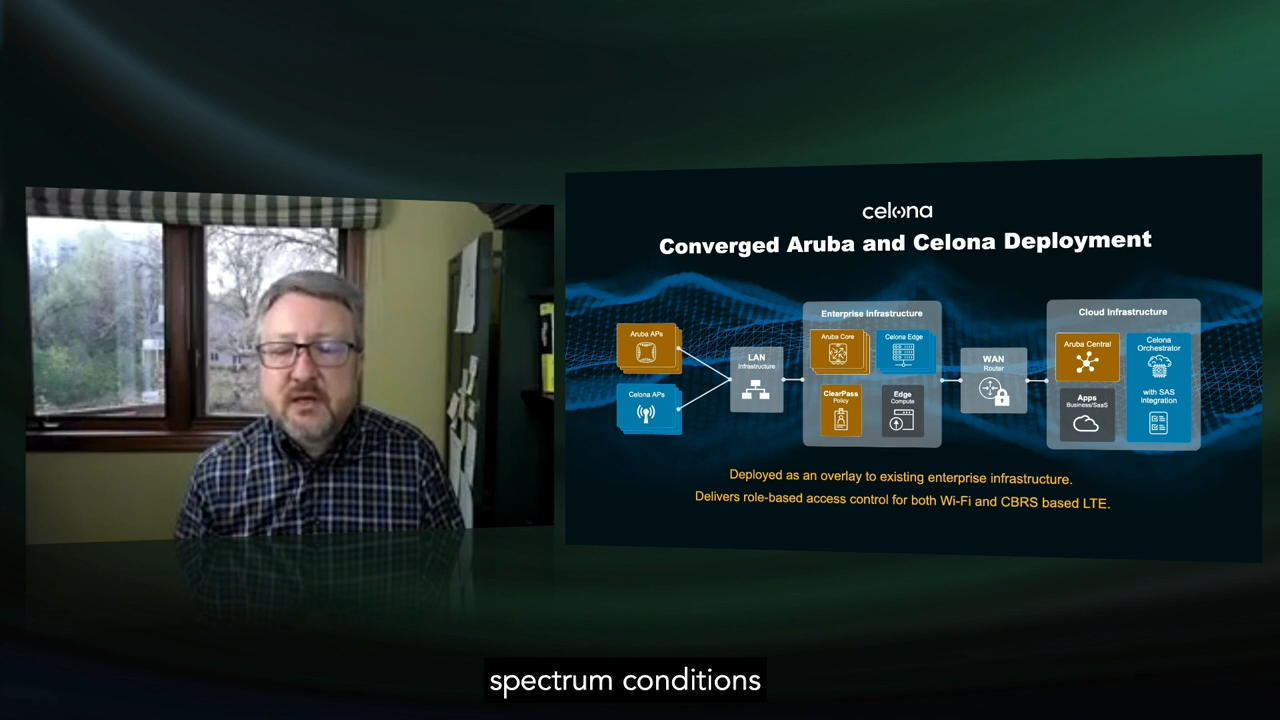 celona
Converged Aruba and Celona Deployment
Aruba APs
Celona APs
LAN
Infrastructure
Enterprise Infrastructure
Aruba Core
Celona Edge
ClearPass
Policy
Edge
Compute
WAN
Router
Cloud Infrastructure
Aruba Central
Apps
Business/SaaS
Celona
Orchestrator
with SAS
Integration
Deployed as an overlay to existing enterprise infrastructure.
Delivers role-based access control for both Wi-Fi and CBRS based LTE.
spectrum conditions